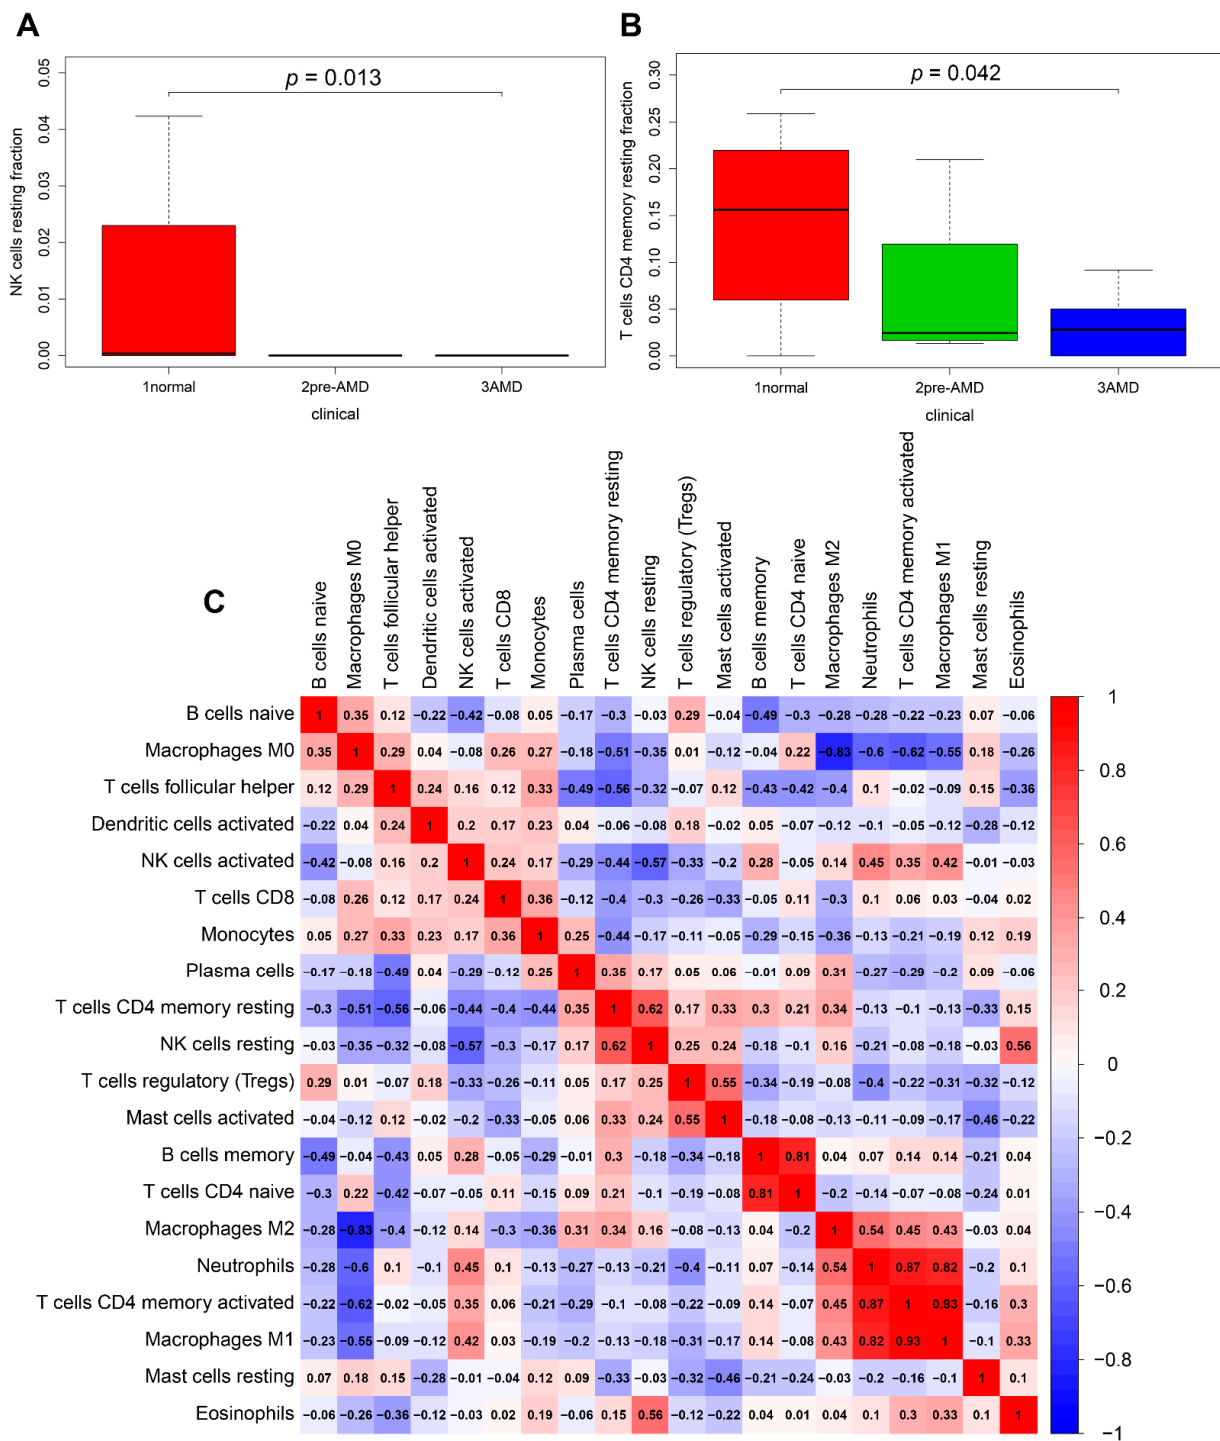 A
p = 0.013
NK cells resting fraction
0.05
0.04
0.03
0.02
0.01
0.00
1normal 2pre-AMD 3AMD
clinical
B
p = 0.042
T cells CD4 memory resting fraction
0.30
0.25
0.20
0.15
0.10
0.05
0.00
1normal 2pre-AMD 3AMD
clinical
C
B cells naive
Macrophages M0
T cells follicular helper
Dendritic cells activated
NK cells activated
T cells CD8
Monocytes
Plasma cells
T cells CD4 memory resting
NK cells resting
T cells regulatory (Tregs)
Mast cells activated
B cells memory
T cells CD4 naive
Macrophages M2
Neutrophils
T cells CD4 memory activated
Macrophages M1
Mast cells resting
Eosinophils
B cells naive 1 0.35 0.12 −0.22 −0.42 −0.08 0.05 −0.17 −0.3 −0.03 0.29 −0.04 −0.49 −0.3 −0.28 −0.28 −0.22 −0.23 0.07 −0.06
Macrophages M0 0.35 1 0.29 0.04 −0.08 0.26 0.27 −0.18 −0.51 −0.35 0.01 −0.12 −0.04 0.22 −0.83 −0.6 −0.62 −0.55 0.18 −0.26
T cells follicular helper 0.12 0.29 1 0.24 0.16 0.12 0.33 −0.49 −0.56 −0.32 −0.07 0.12 −0.43 −0.42 −0.4 0.1 −0.02 −0.09 0.15 −0.36
Dendritic cells activated −0.22 0.04 0.24 1 0.2 0.17 0.23 0.04 −0.06 −0.08 0.18 −0.02 0.05 −0.07 −0.12 −0.1 −0.05 −0.12 −0.28 −0.12
NK cells activated −0.42 −0.08 0.16 0.2 1 0.24 0.17 −0.29 −0.44 −0.57 −0.33 −0.2 0.28 −0.05 0.14 0.45 0.35 0.42 −0.01 −0.03
T cells CD8 −0.08 0.26 0.12 0.17 0.24 1 0.36 −0.12 −0.4 −0.3 −0.26 −0.33 −0.05 0.11 −0.3 0.1 0.06 0.03 −0.04 0.02
Monocytes 0.05 0.27 0.33 0.23 0.17 0.36 1 0.25 −0.44 −0.17 −0.11 −0.05 −0.29 −0.15 −0.36 −0.13 −0.21 −0.19 0.12 0.19
Plasma cells −0.17 −0.18 −0.49 0.04 −0.29 −0.12 0.25 1 0.35 0.17 0.05 0.06 −0.01 0.09 0.31 −0.27 −0.29 −0.2 0.09 −0.06
T cells CD4 memory resting −0.3 −0.51 −0.56 −0.06 −0.44 −0.4 −0.44 0.35 1 0.62 0.17 0.33 0.3 0.21 0.34 −0.13 −0.1 −0.13 −0.33 0.15
NK cells resting −0.03 −0.35 −0.32 −0.08 −0.57 −0.3 −0.17 0.17 0.62 1 0.25 0.24 −0.18 −0.1 0.16 −0.21 −0.08 −0.18 −0.03 0.56
T cells regulatory (Tregs) 0.29 0.01 −0.07 0.18 −0.33 −0.26 −0.11 0.05 0.17 0.25 1 0.55 −0.34 −0.19 −0.08 −0.4 −0.22 −0.31 −0.32 −0.12
Mast cells activated −0.04 −0.12 0.12 −0.02 −0.2 −0.33 −0.05 0.06 0.33 0.24 0.55 1 −0.18 −0.08 −0.13 −0.11 −0.09 −0.17 −0.46 −0.22
B cells memory −0.49 −0.04 −0.43 0.05 0.28 −0.05 −0.29 −0.01 0.3 −0.18 −0.34 −0.18 1 0.81 0.04 0.07 0.14 0.14 −0.21 0.04
T cells CD4 naive −0.3 0.22 −0.42 −0.07 −0.05 0.11 −0.15 0.09 0.21 −0.1 −0.19 −0.08 0.81 1 −0.2 −0.14 −0.07 −0.08 −0.24 0.01
Macrophages M2 −0.28 −0.83 −0.4 −0.12 0.14 −0.3 −0.36 0.31 0.34 0.16 −0.08 −0.13 0.04 −0.2 1 0.54 0.45 0.43 −0.03 0.04
Neutrophils −0.28 −0.6 0.1 −0.1 0.45 0.1 −0.13 −0.27 −0.13 −0.21 −0.4 −0.11 0.07 −0.14 0.54 1 0.87 0.82 −0.2 0.1
T cells CD4 memory activated −0.22 −0.62 −0.02 −0.05 0.35 0.06 −0.21 −0.29 −0.1 −0.08 −0.22 −0.09 0.14 −0.07 0.45 0.87 1 0.93 −0.16 0.3
Macrophages M1 −0.23 −0.55 −0.09 −0.12 0.42 0.03 −0.19 −0.2 −0.13 −0.18 −0.31 −0.17 0.14 −0.08 0.43 0.82 0.93 1 −0.1 0.33
Mast cells resting 0.07 0.18 0.15 −0.28 −0.01 −0.04 0.12 0.09 −0.33 −0.03 −0.32 −0.46 −0.21 −0.24 −0.03 −0.2 −0.16 −0.1 1 0.1
Eosinophils −0.06 −0.26 −0.36 −0.12 −0.03 0.02 0.19 −0.06 0.15 0.56 −0.12 −0.22 0.04 0.01 0.04 0.1 0.3 0.33 0.1 1
1
0.8
0.6
0.4
0.2
0
−0.2
−0.4
−0.6
−0.8
−1